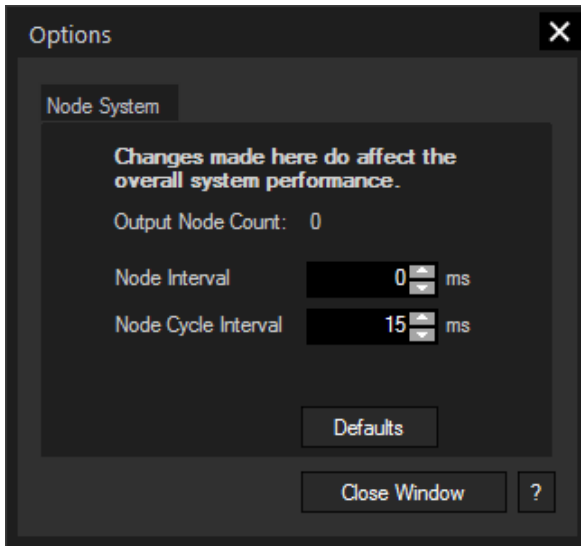 Options
Node System
Changes made here do affect the
overall system performance.
Output Node Count: 0
Node Interval 0 ms
Node Cycle Interval 15 ms
Defaults
Close Window ?